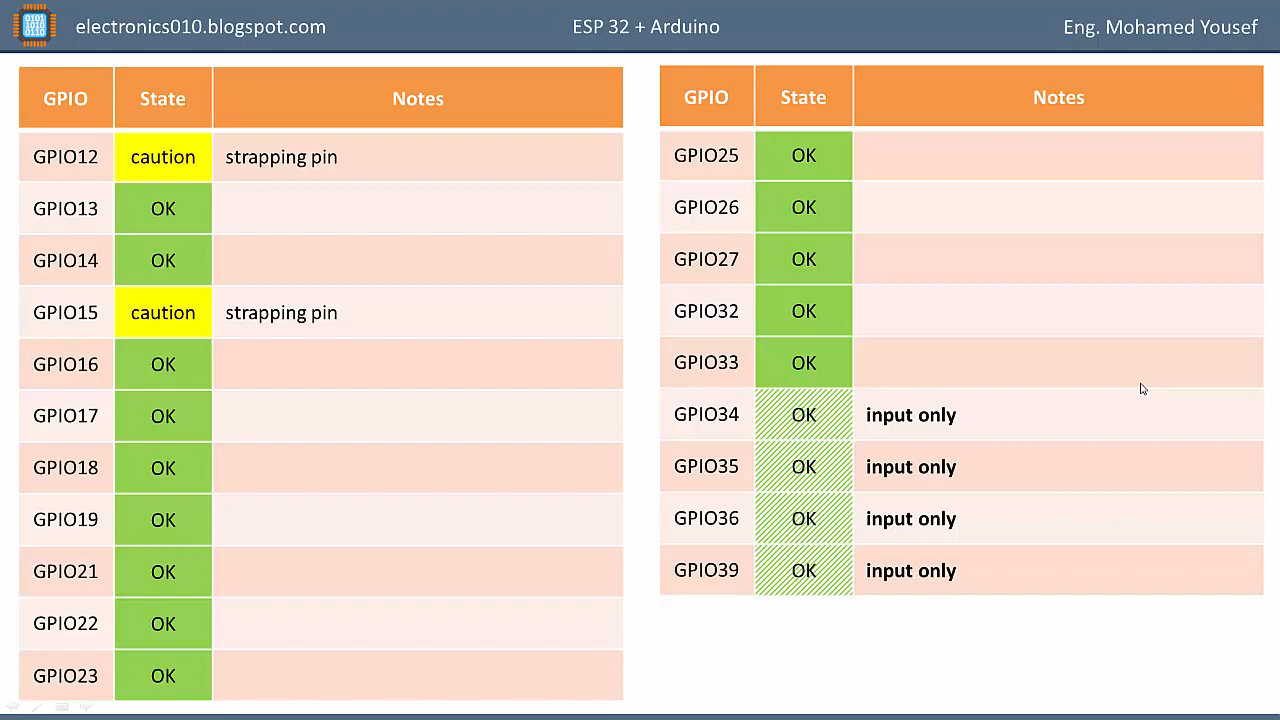 0101
1010
0110
electronics010.blogspot.com
ESP 32 + Arduino
Eng. Mohamed Yousef
GPIO State Notes
GPIO12 caution strapping pin
GPIO13 OK
GPIO14 OK
GPIO15 caution strapping pin
GPIO16 OK
GPIO17 OK
GPIO18 OK
GPIO19 OK
GPIO21 OK
GPIO22 OK
GPIO23 OK
GPIO State Notes
GPIO25 OK
GPIO26 OK
GPIO27 OK
GPIO32 OK
GPIO33 OK
GPIO34 OK input only
GPIO35 OK input only
GPIO36 OK input only
GPIO39 OK input only